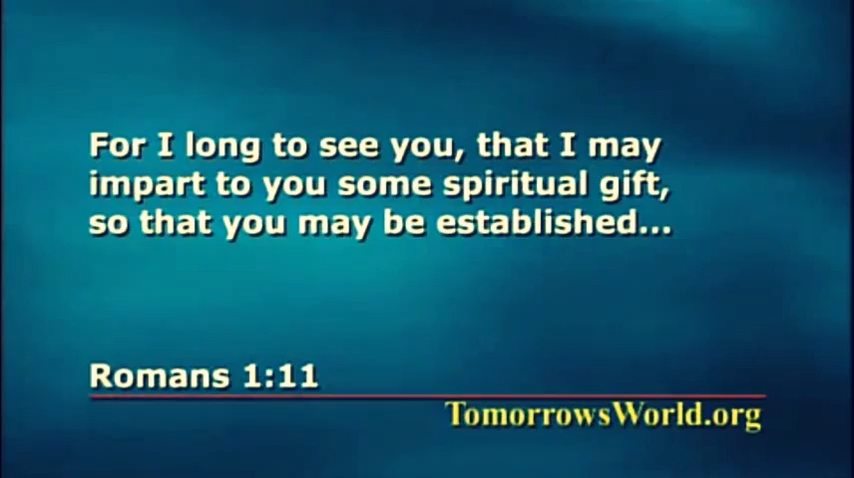 For I long to see you, that I may
impart to you some spiritual gift,
so that you may be established...
Romans 1:11
TomorrowsWorld.org